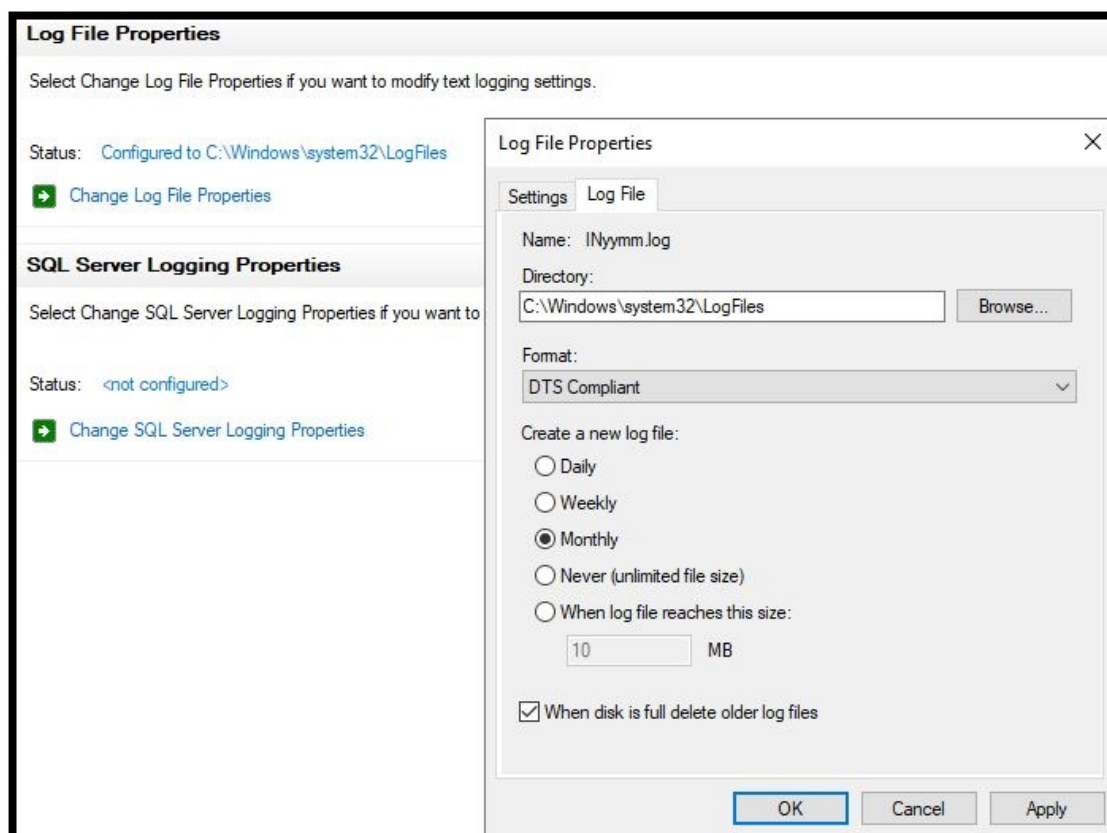 Log File Properties
Select Change Log File Properties if you want to modify text logging settings.
Status: Configured to C:\Windows\system32\LogFiles
Change Log File Properties
SQL Server Logging Properties
Select Change SQL Server Logging Properties if you want to
Status: <not configured>
Change SQL Server Logging Properties
Log File Properties
Settings
Log File
Name: INyymm.log
Directory:
C:\Windows\system32\LogFiles
Browse...
Format:
DTS Compliant
Create a new log file:
Daily
Weekly
Monthly
Never (unlimited file size)
When log file reaches this size:
10 MB
When disk is full delete older log files
OK
Cancel
Apply